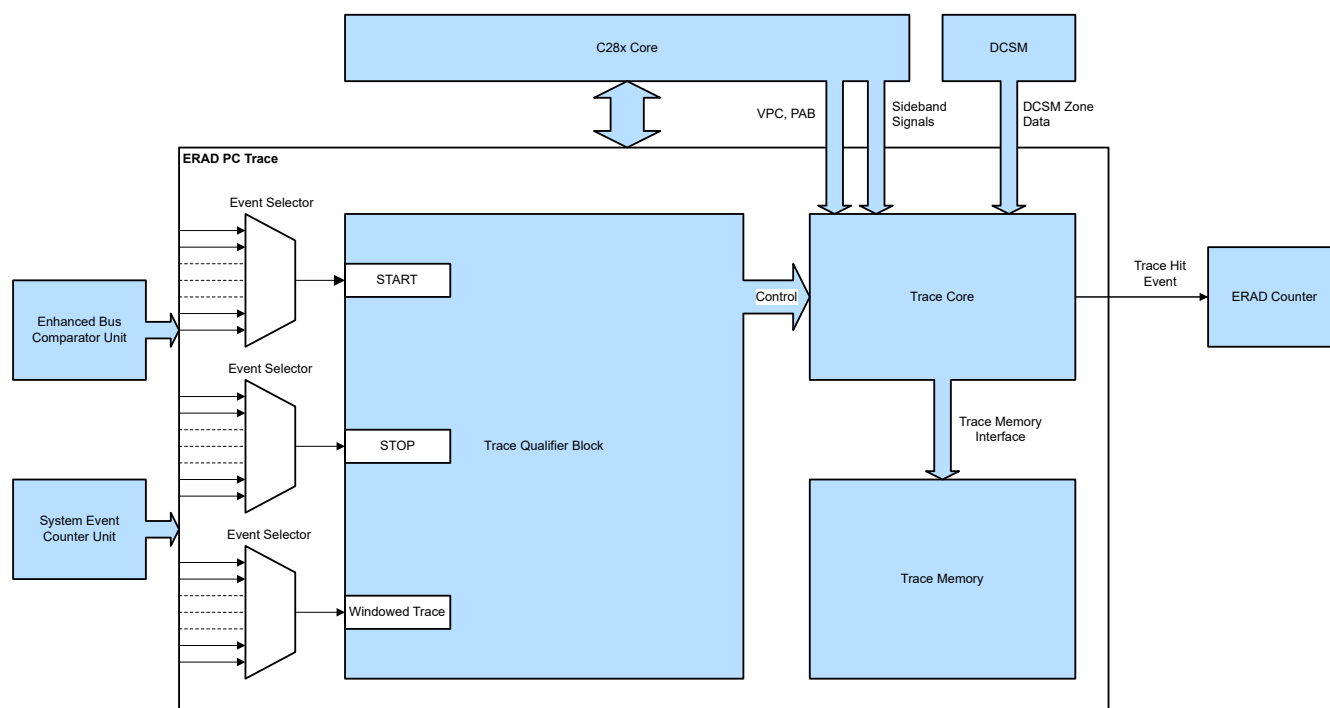 C28x Core
DCSM
VPC, PAB
Sideband
Signals
DCSM Zone
Data
ERAD PC Trace
Event Selector
START
Enhanced Bus
Comparator Unit
Control
Trace Core
Trace Hit
Event
ERAD Counter
Event Selector
STOP
Trace Qualifier Block
Trace Memory
Interface
System Event
Counter Unit
Event Selector
Windowed Trace
Trace Memory